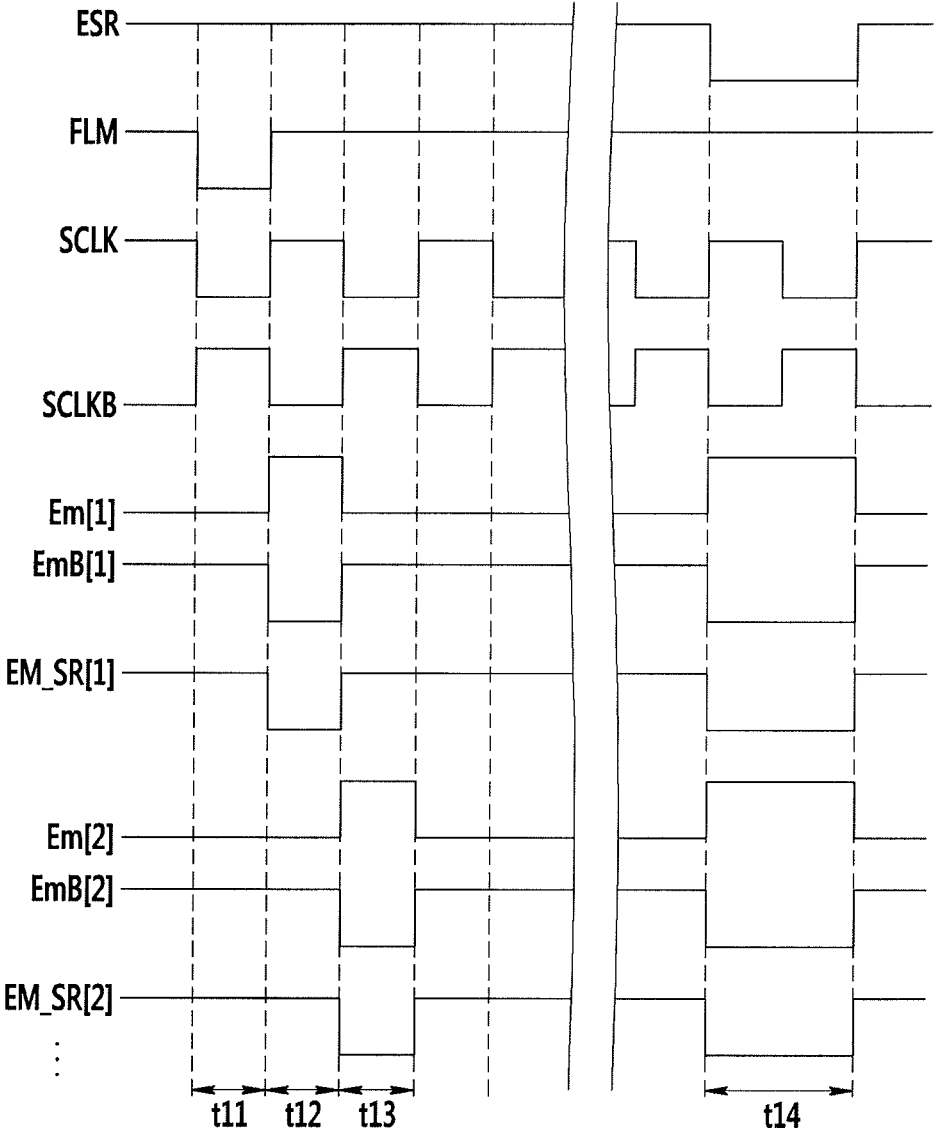 ESR
FLM
SCLK
SCLKB
Em[1]
EmB[1]
EM_SR[1]
Em[2]
EmB[2]
EM_SR[2]
⋮
t11 t12 t13 t14